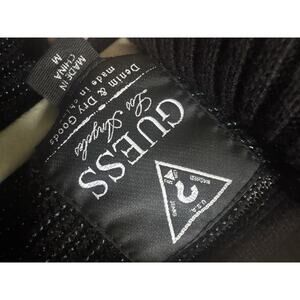 MADE IN
CHINA
M
GUESS
Los Angeles
Denim & Dry Goods
made in
?
U.S.A.